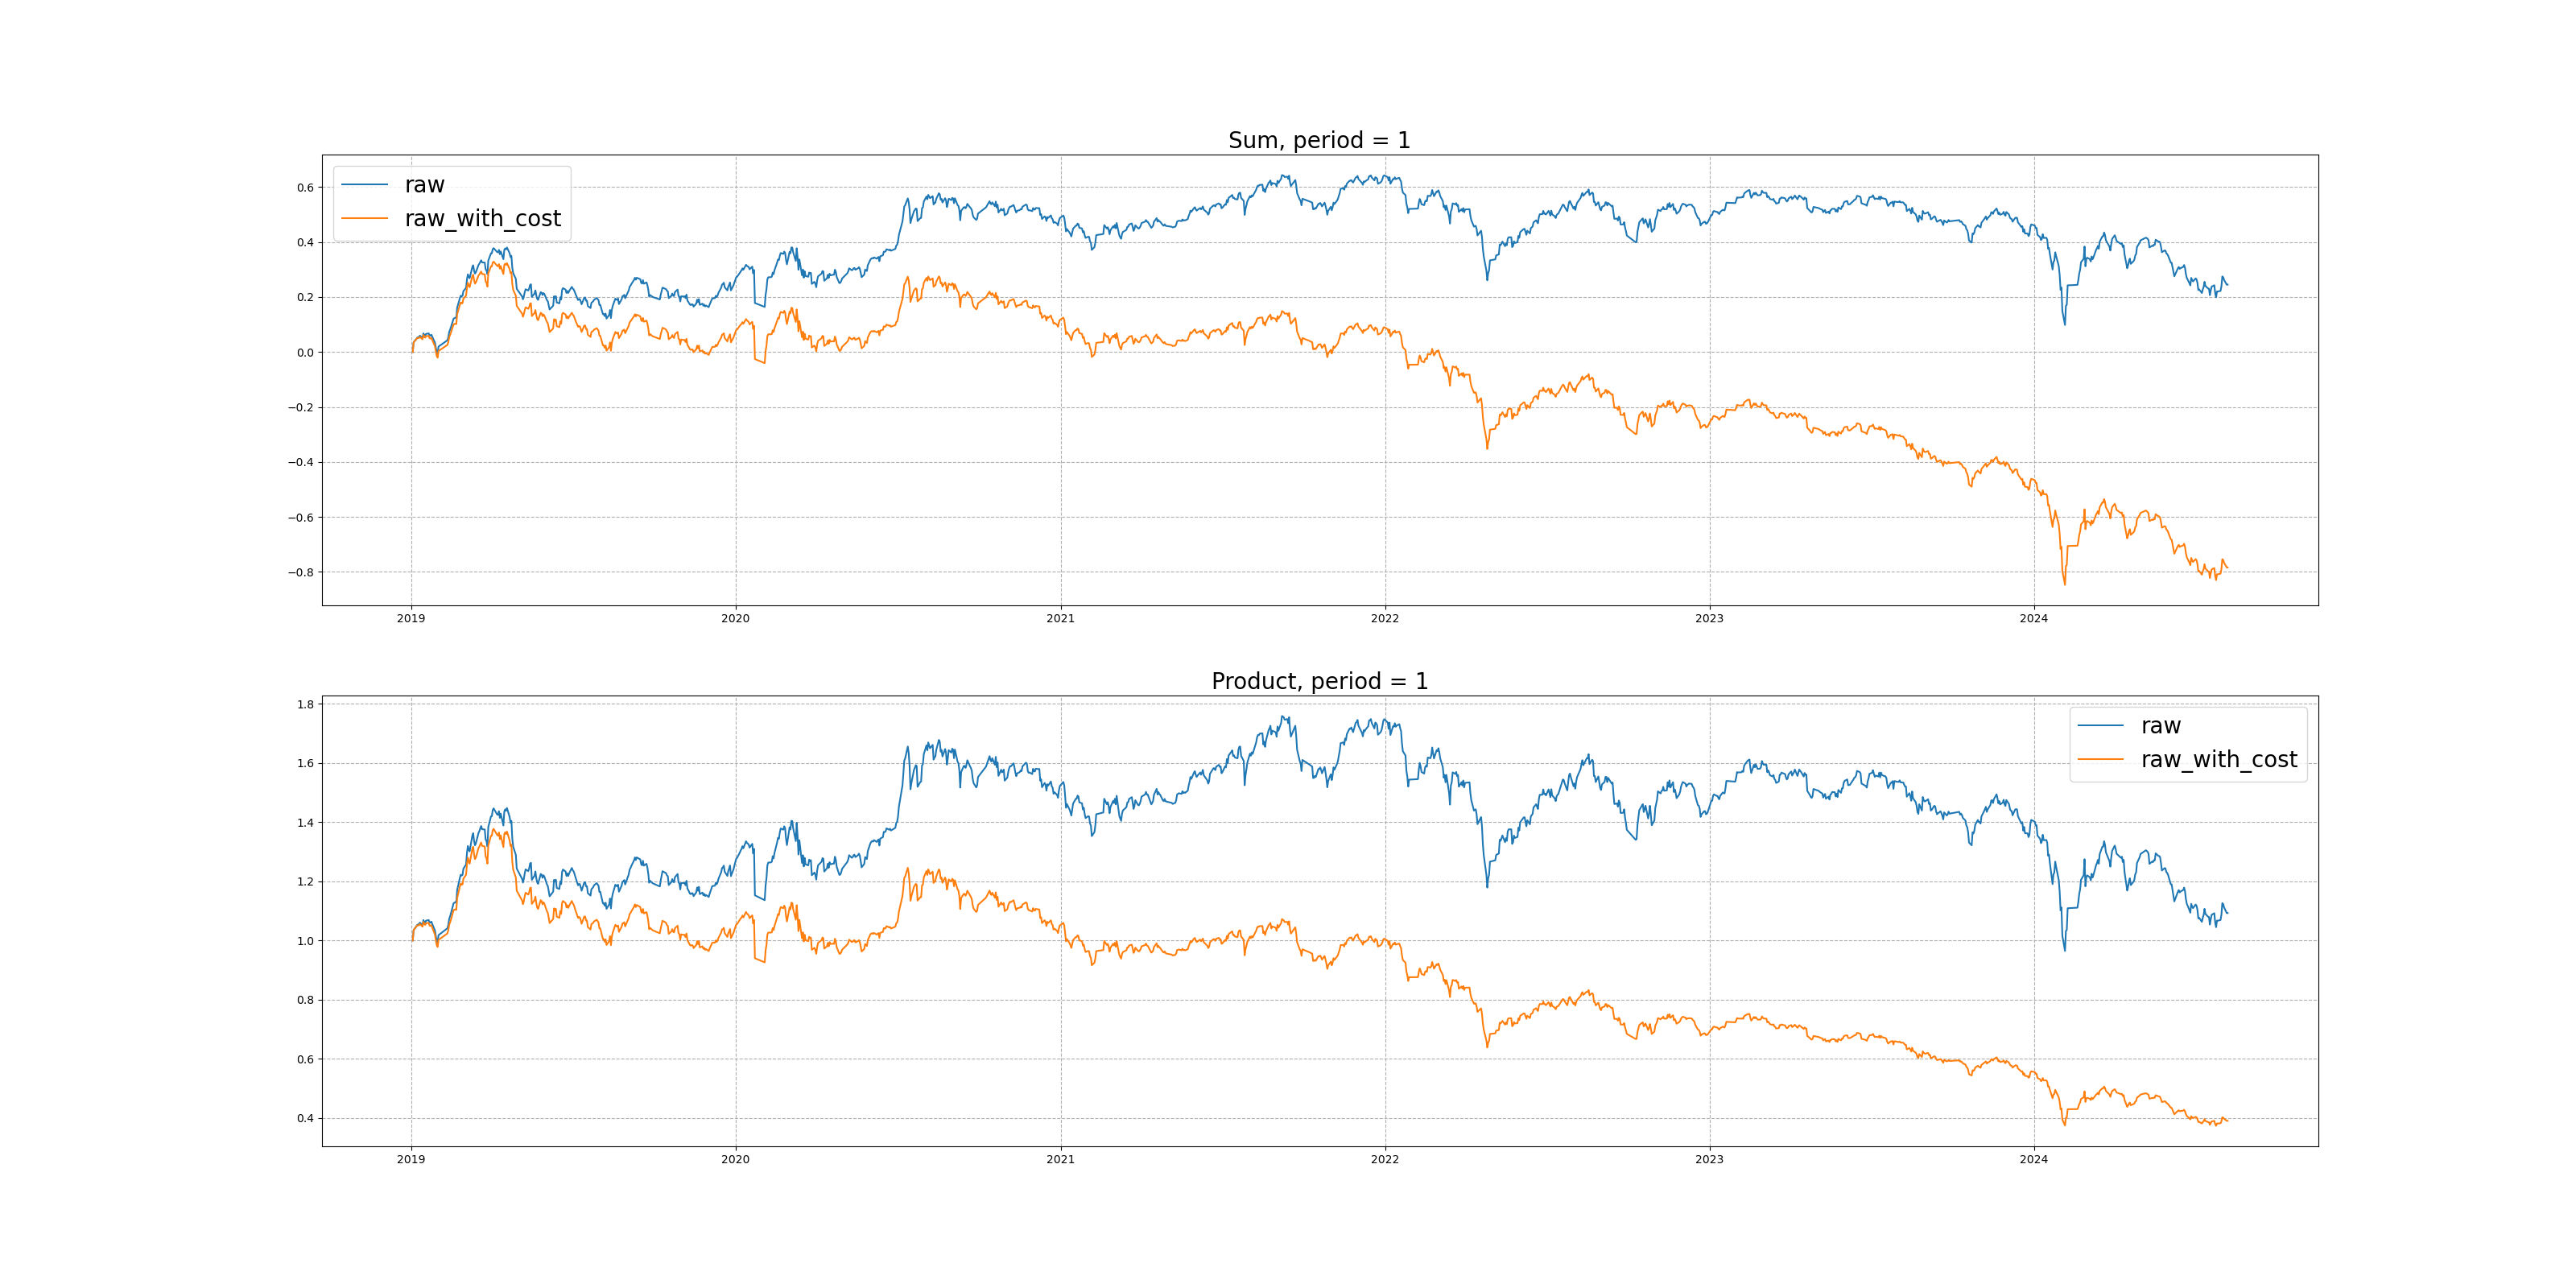 Sum, period = 1
raw
raw_with_cost
0.6
0.4
0.2
0.0
−0.2
−0.4
−0.6
−0.8
2019 2020 2021 2022 2023 2024
Product, period = 1
raw
raw_with_cost
1.8
1.6
1.4
1.2
1.0
0.8
0.6
0.4
2019 2020 2021 2022 2023 2024